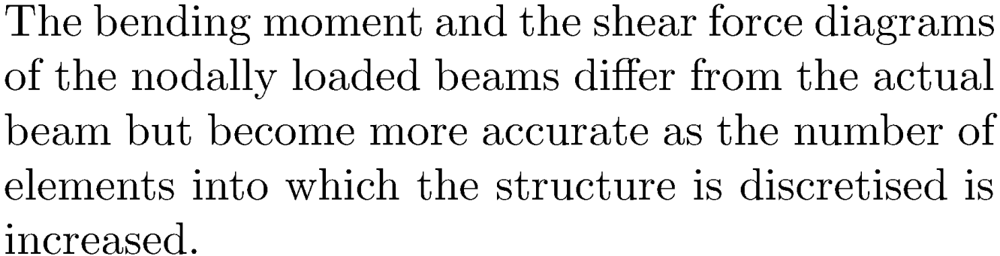 The bending moment and the shear force diagrams
of the nodally loaded beams differ from the actual
beam but become more accurate as the number of
elements into which the structure is discretised is
increased.